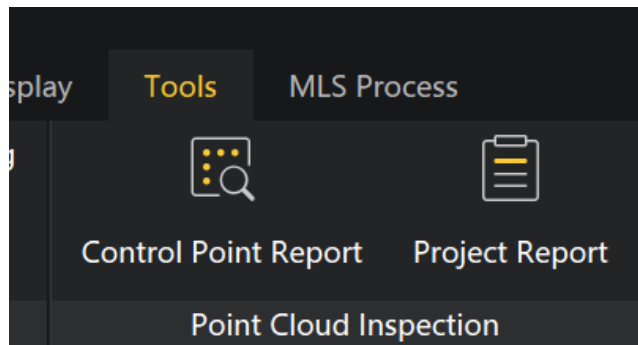 splay Tools MLS Process
g
Control Point Report Project Report
Point Cloud Inspection